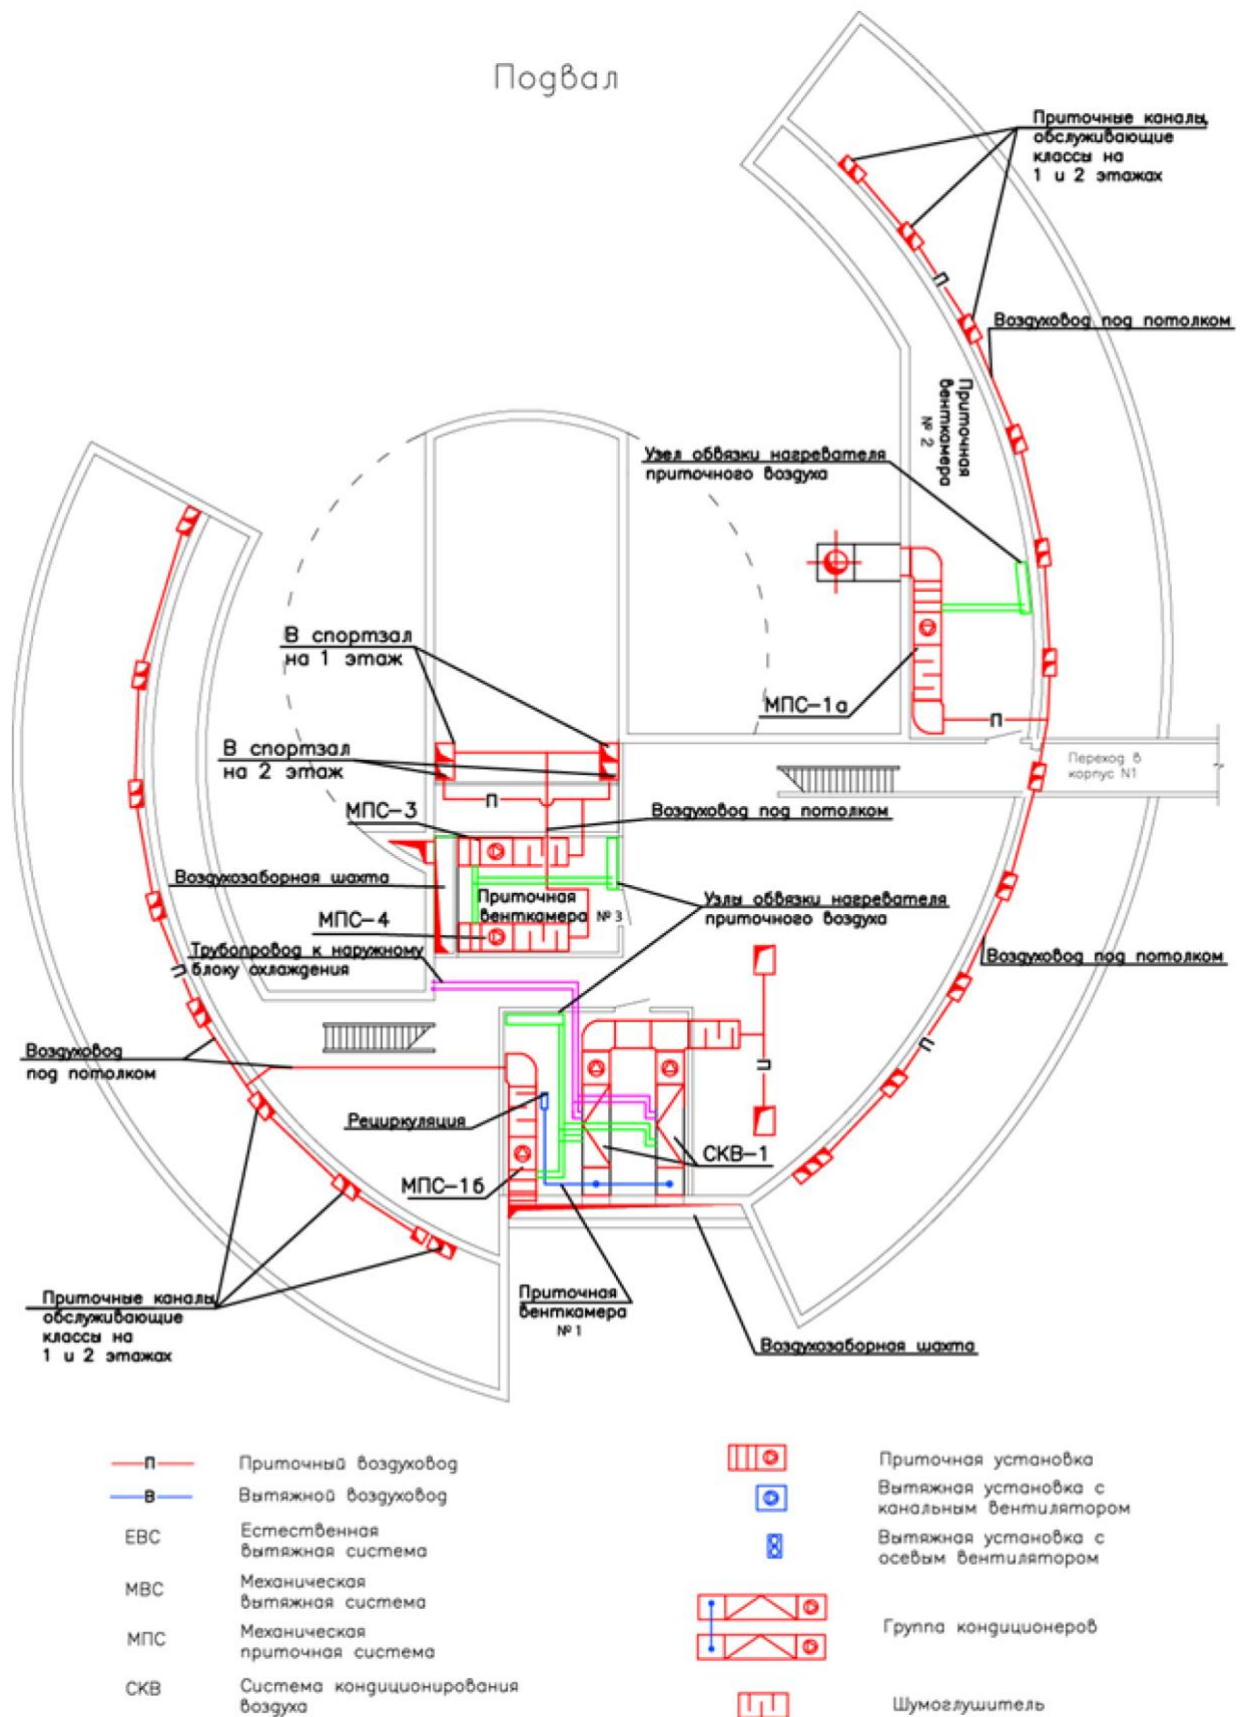 Подвал
Приточные каналы,
обслуживающие
классы на
1 и 2 этажах
П
Воздуховод под потолком
Приточная
венткамера
№ 2
Узел обвязки нагревателя
приточного воздуха
В спортзал
на 1 этаж
МПС-1а
П
В спортзал
на 2 этаж
Переход в
корпус N1
П
МПС-3
Воздуховод под потолком
Воздухозаборная шахта
Приточная
венткамера № 3
Узлы обвязки нагревателя
приточного воздуха
МПС-4
Трубопровод к наружному
блоку охлаждения
П
Воздуховод под потолком
П
П
Воздуховод
под потолком
Рециркуляция
СКВ-1
МПС-1б
Приточные каналы,
обслуживающие
классы на
1 и 2 этажах
Приточная
венткамера
№ 1
Воздухозаборная шахта
П
Приточный воздуховод
В
Вытяжной воздуховод
ЕВС
Естественная
вытяжная система
МВС
Механическая
вытяжная система
МПС
Механическая
приточная система
СКВ
Система кондиционирования
воздуха
Приточная установка
Вытяжная установка с
канальным вентилятором
Вытяжная установка с
осевым вентилятором
Группа кондиционеров
Шумоглушитель